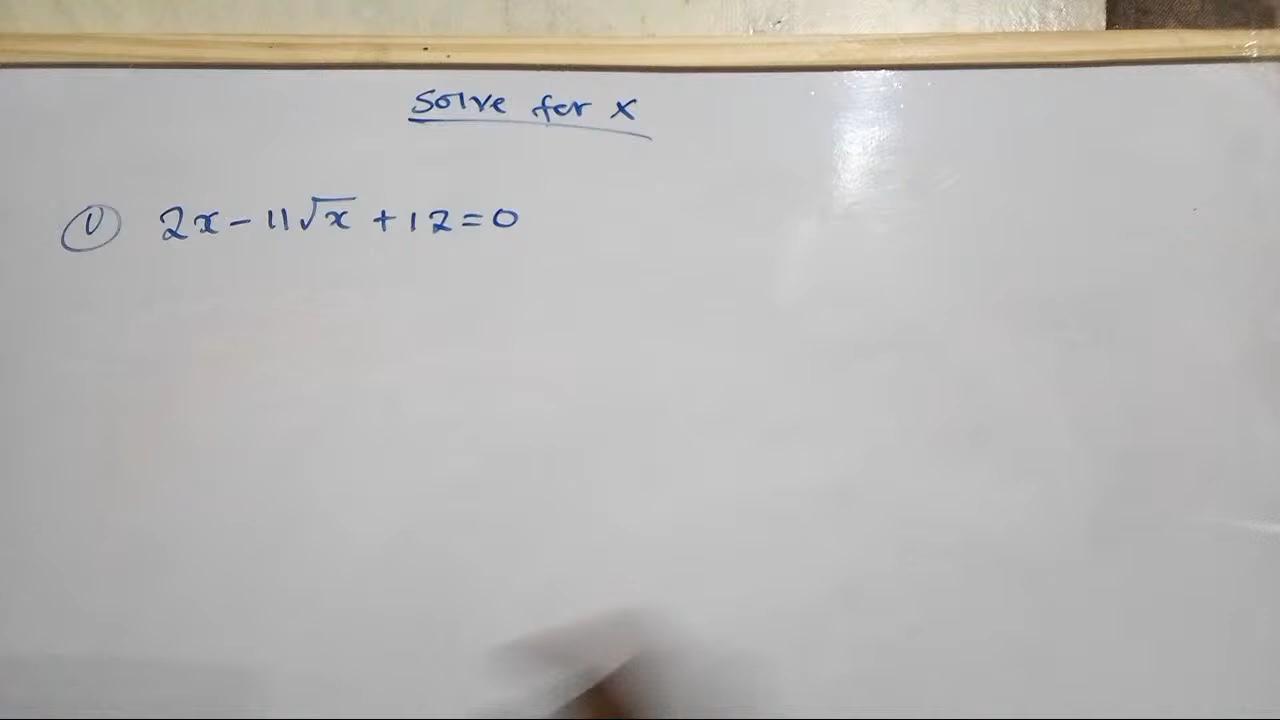 Solve for x
① 2x - 11√x + 12 = 0